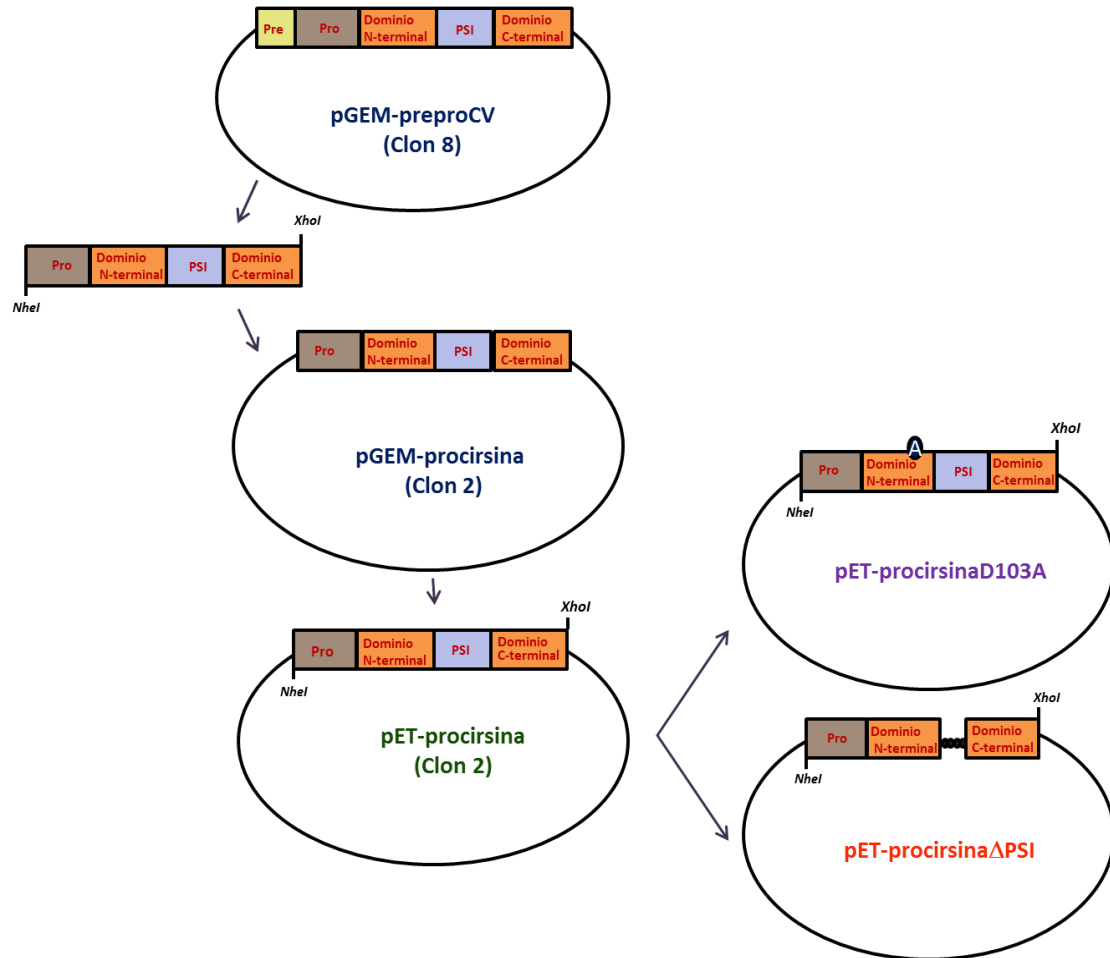 Pre
Pro
Dominio
N-terminal
PSI
Dominio
C-terminal
pGEM-preproCV
(Clon 8)
XhoI
Pro
Dominio
N-terminal
PSI
Dominio
C-terminal
NheI
Pro
Dominio
N-terminal
PSI
Dominio
C-terminal
pGEM-procirsina
(Clon 2)
XhoI
Pro
Dominio
N-terminal
PSI
Dominio
C-terminal
NheI
pET-procirsina
(Clon 2)
XhoI
A
Pro
Dominio
N-terminal
PSI
Dominio
C-terminal
NheI
pET-procirsinaD103A
XhoI
Pro
Dominio
N-terminal
Dominio
C-terminal
NheI
pET-procirsinaΔPSI